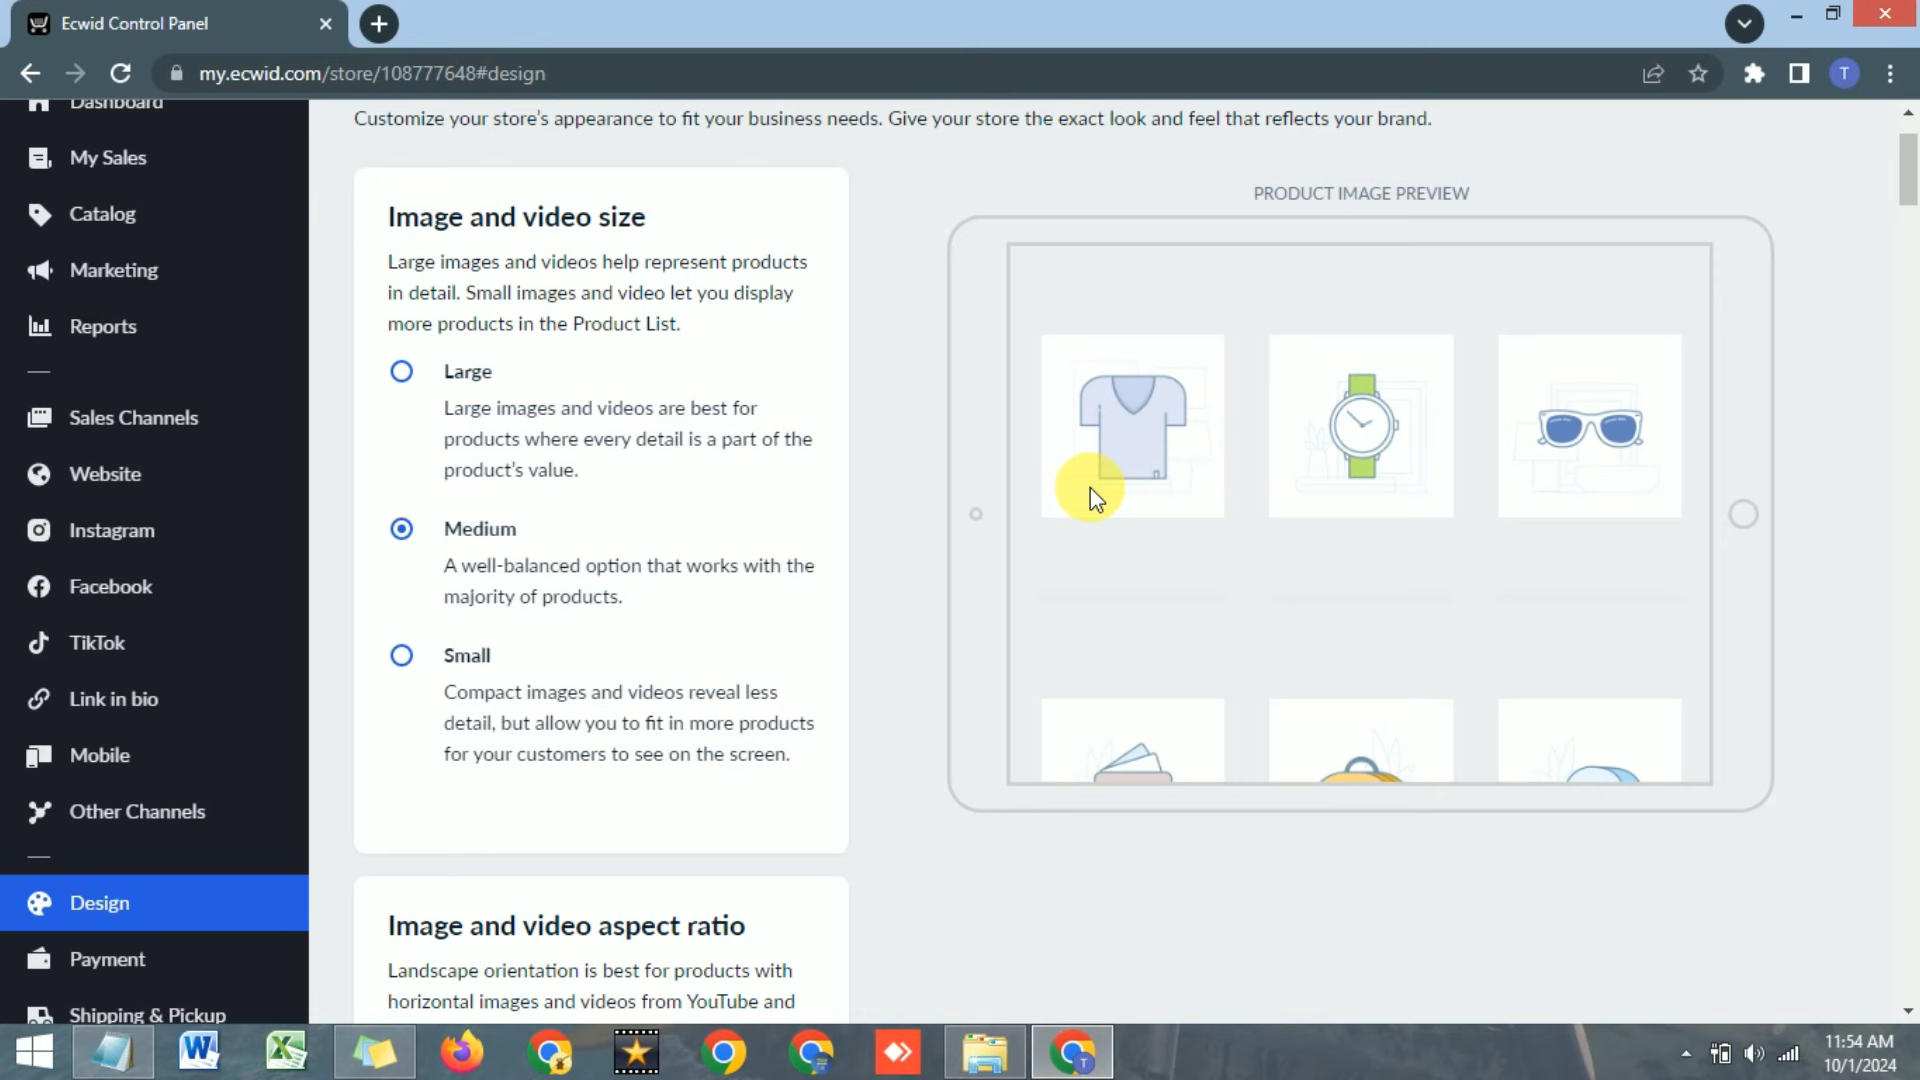 Ecwid Control Panel
my.ecwid.com/store/108777648#design
T
Dashboard
My Sales
Catalog
Marketing
Reports
Sales Channels
Website
Instagram
Facebook
TikTok
Link in bio
Mobile
Other Channels
Design
Payment
Shipping & Pickup
Customize your store's appearance to fit your business needs. Give your store the exact look and feel that reflects your brand.
Image and video size
Large images and videos help represent products
in detail. Small images and video let you display
more products in the Product List.
Large
Large images and videos are best for
products where every detail is a part of the
product's value.
Medium
A well-balanced option that works with the
majority of products.
Small
Compact images and videos reveal less
detail, but allow you to fit in more products
for your customers to see on the screen.
PRODUCT IMAGE PREVIEW
Image and video aspect ratio
Landscape orientation is best for products with
horizontal images and videos from YouTube and
11:54 AM
10/1/2024